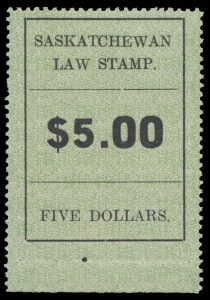 SASKATCHEWAN
LAW STAMP.
$5.00
FIVE DOLLARS.